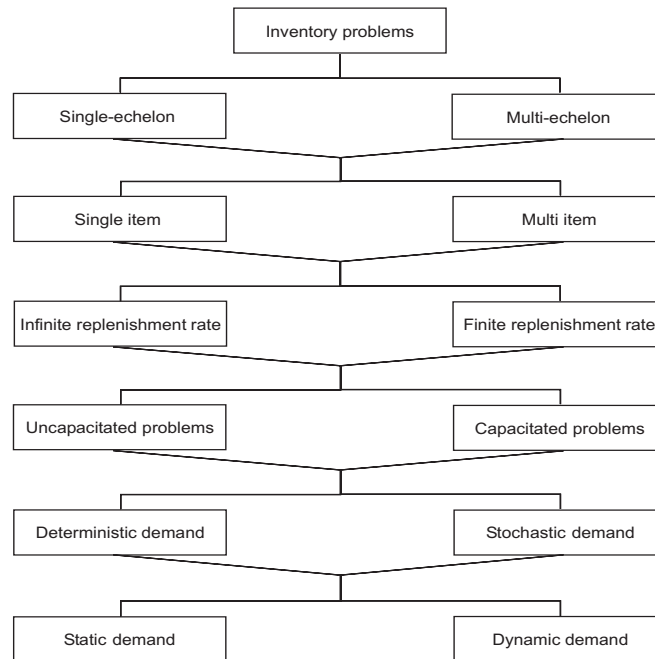 Inventory problems
Single-echelon
Multi-echelon
Single item
Multi item
Infinite replenishment rate
Finite replenishment rate
Uncapacitated problems
Capacitated problems
Deterministic demand
Stochastic demand
Static demand
Dynamic demand